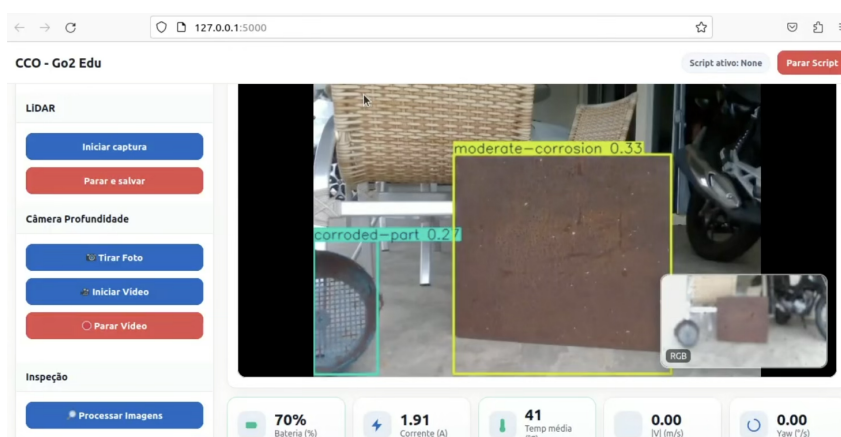 127.0.0.1:5000
CCO - Go2 Edu
Script ativo: None
Parar Script
LiDAR
Iniciar captura
Parar e salvar
Câmera Profundidade
Tirar Foto
Iniciar Vídeo
Parar Vídeo
Inspeção
Processar Imagens
moderate-corrosion 0.33
corroded-part 0.27
RGB
70%
Bateria (%)
1.91
Corrente (A)
41
Temp média
0.00
|V| (m/s)
0.00
Yaw (°/s)